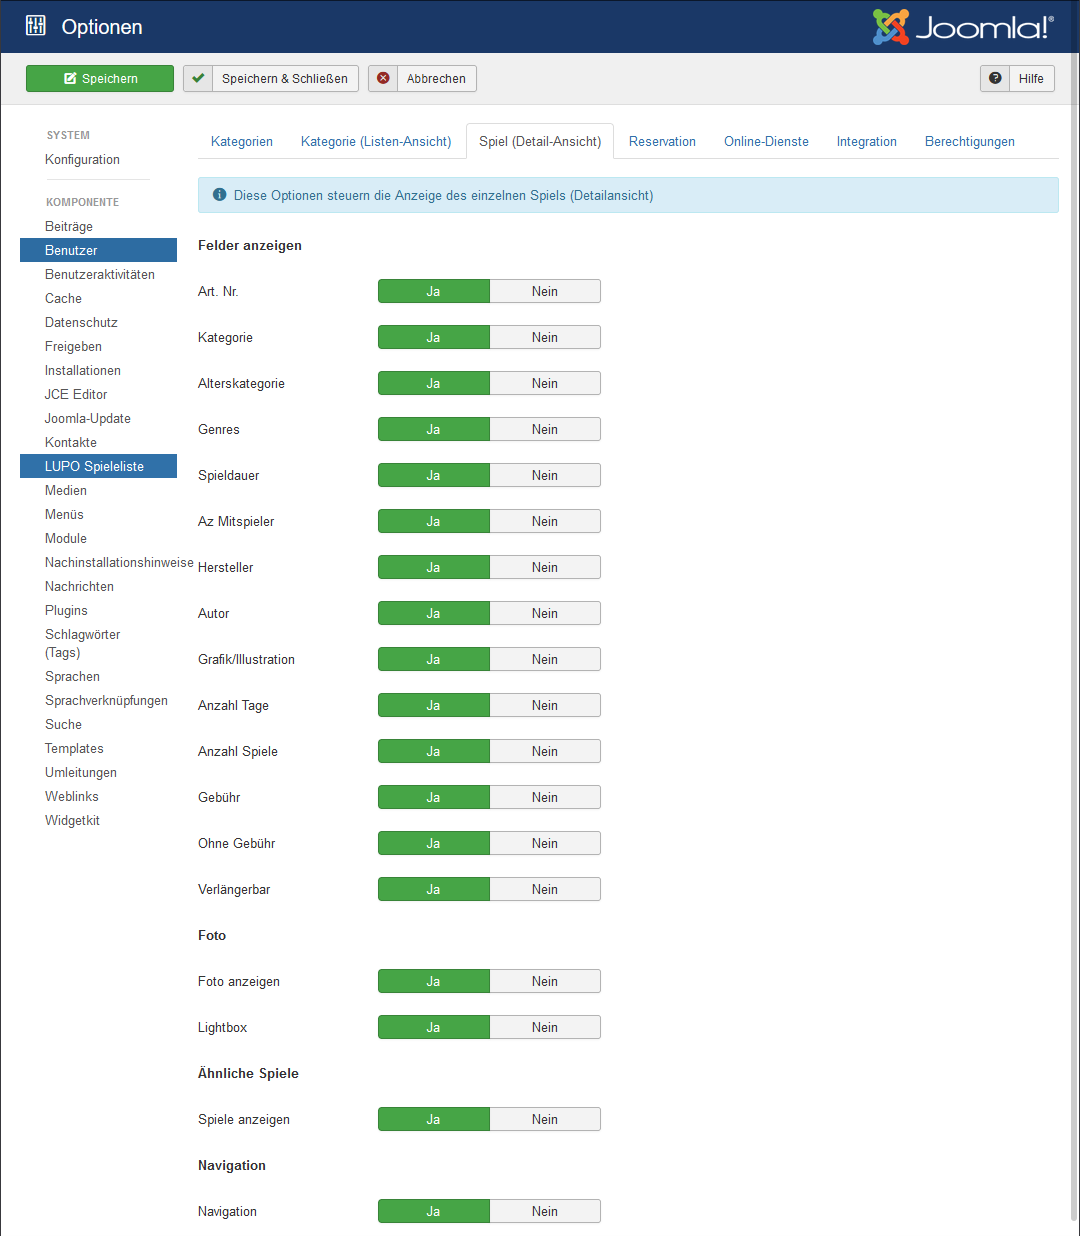 Optionen
Joomla!®
Speichern
Speichern & Schließen
Abbrechen
Hilfe
SYSTEM
Konfiguration
KOMPONENTE
Beiträge
Benutzer
Benutzeraktivitäten
Cache
Datenschutz
Freigeben
Installationen
JCE Editor
Joomla-Update
Kontakte
LUPO Spieleliste
Medien
Menüs
Module
Nachinstallationshinweise
Nachrichten
Plugins
Schlagwörter
(Tags)
Sprachen
Sprachverknüpfungen
Suche
Templates
Umleitungen
Weblinks
Widgetkit
Kategorien Kategorie (Listen-Ansicht) Spiel (Detail-Ansicht) Reservation Online-Dienste Integration Berechtigungen
Diese Optionen steuern die Anzeige des einzelnen Spiels (Detailansicht)
Felder anzeigen
Art. Nr. Ja Nein
Kategorie Ja Nein
Alterskategorie Ja Nein
Genres Ja Nein
Spieldauer Ja Nein
Az Mitspieler Ja Nein
Hersteller Ja Nein
Autor Ja Nein
Grafik/Illustration Ja Nein
Anzahl Tage Ja Nein
Anzahl Spiele Ja Nein
Gebühr Ja Nein
Ohne Gebühr Ja Nein
Verlängerbar Ja Nein
Foto
Foto anzeigen Ja Nein
Lightbox Ja Nein
Ähnliche Spiele
Spiele anzeigen Ja Nein
Navigation
Navigation Ja Nein